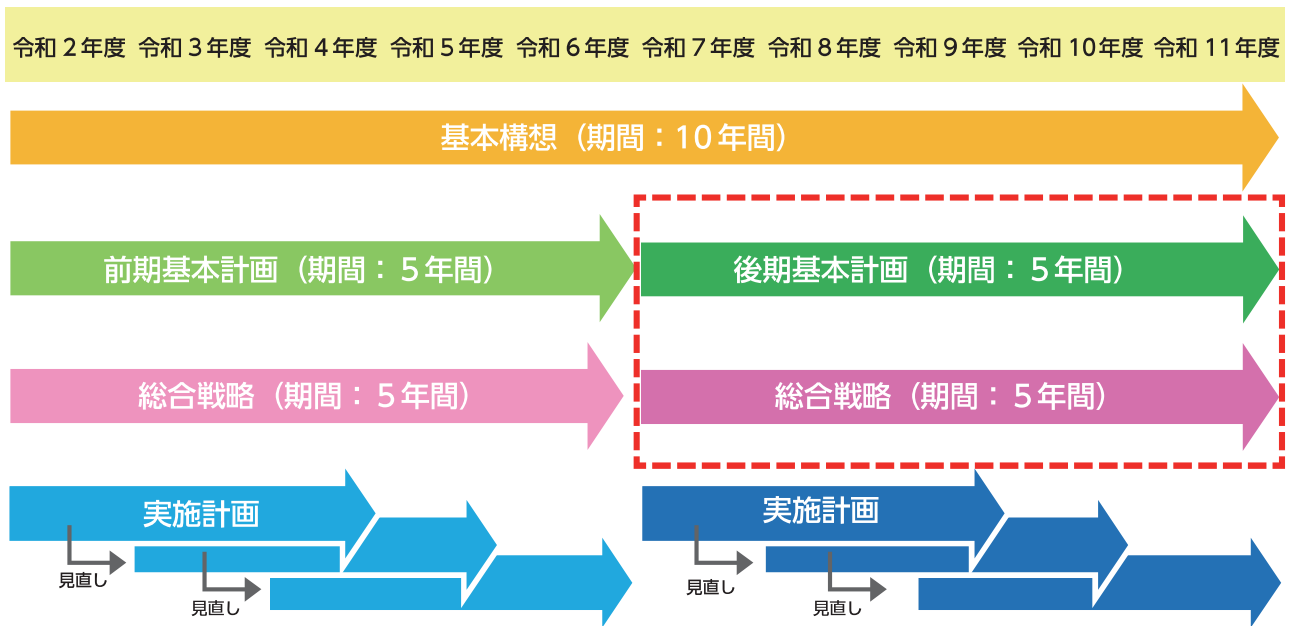 令和2年度 令和3年度 令和4年度 令和5年度 令和6年度 令和7年度 令和8年度 令和9年度 令和10年度 令和11年度
基本構想（期間：10年間）
前期基本計画（期間：5年間） 後期基本計画（期間：5年間）
総合戦略（期間：5年間） 総合戦略（期間：5年間）
実施計画 実施計画
見直し 見直し
見直し 見直し